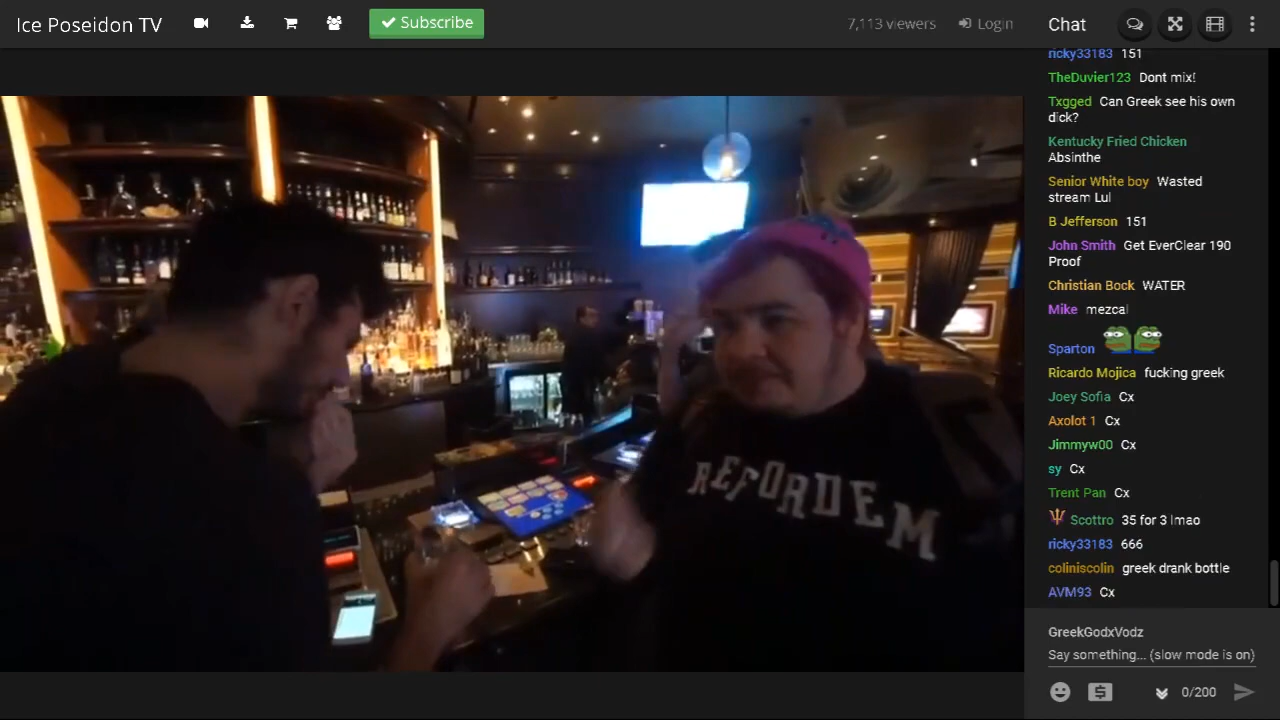 Ice Poseidon TV
Subscribe
7,113 viewers
Login
Chat
ricky33183 151
TheDuvier123 Dont mix!
Txgged Can Greek see his own
dick?
Kentucky Fried Chicken
Absinthe
Senior White boy Wasted
stream Lul
B Jefferson 151
John Smith Get EverClear 190
Proof
Christian Bock WATER
Mike mezcal
Sparton
Ricardo Mojica fucking greek
Joey Sofia Cx
Axolot 1 Cx
Jimmyw00 Cx
sy Cx
Trent Pan Cx
Scottro 35 for 3 lmao
ricky33183 666
coliniscolin greek drank bottle
AVM93 Cx
GreekGodxVodz
Say something... (slow mode is on)
0/200
REFORDEM